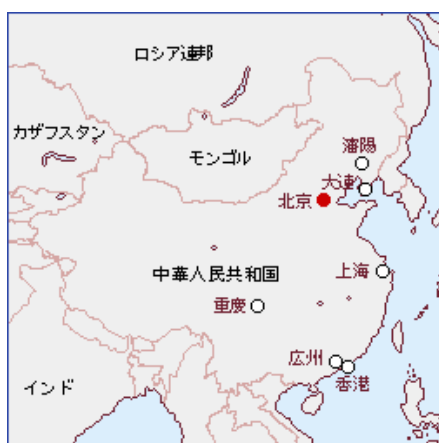 ロシア連邦
カザフスタン
モンゴル
瀋陽
大連
北京
中華人民共和国
上海
重慶
広州
香港
インド